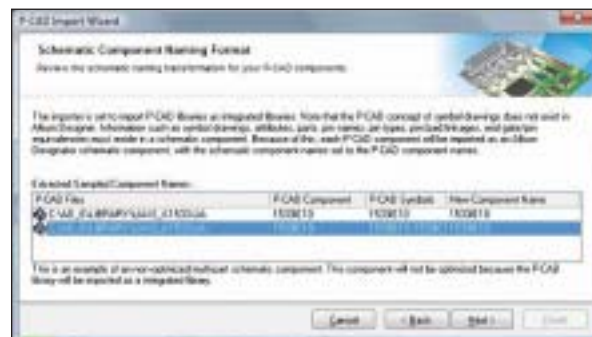 P-CAD Import Wizard
Schematic Component Naming Format
Review the schematic naming transformation for your P-CAD components.
The importer is set to import P-CAD libraries as integrated libraries. Note that the P-CAD concept of symbol drawings does not exist in
Altium Designer. Information such as symbol drawings, attributes, parts, pin names, pin types, pin/pad linkages, and gate/pin
equivalencies must reside in a schematic component. Because of this, each P-CAD component will be imported as an Altium
Designer schematic component, with the schematic component names set to the P-CAD component names.
Extracted Sampled Component Names:
P-CAD Files P-CAD Component P-CAD Symbols New Component Name
This is an example of an non-optimized multipart schematic component. This component will not be optimized because the P-CAD
library will be imported as a integrated library.
Cancel < Back Next >